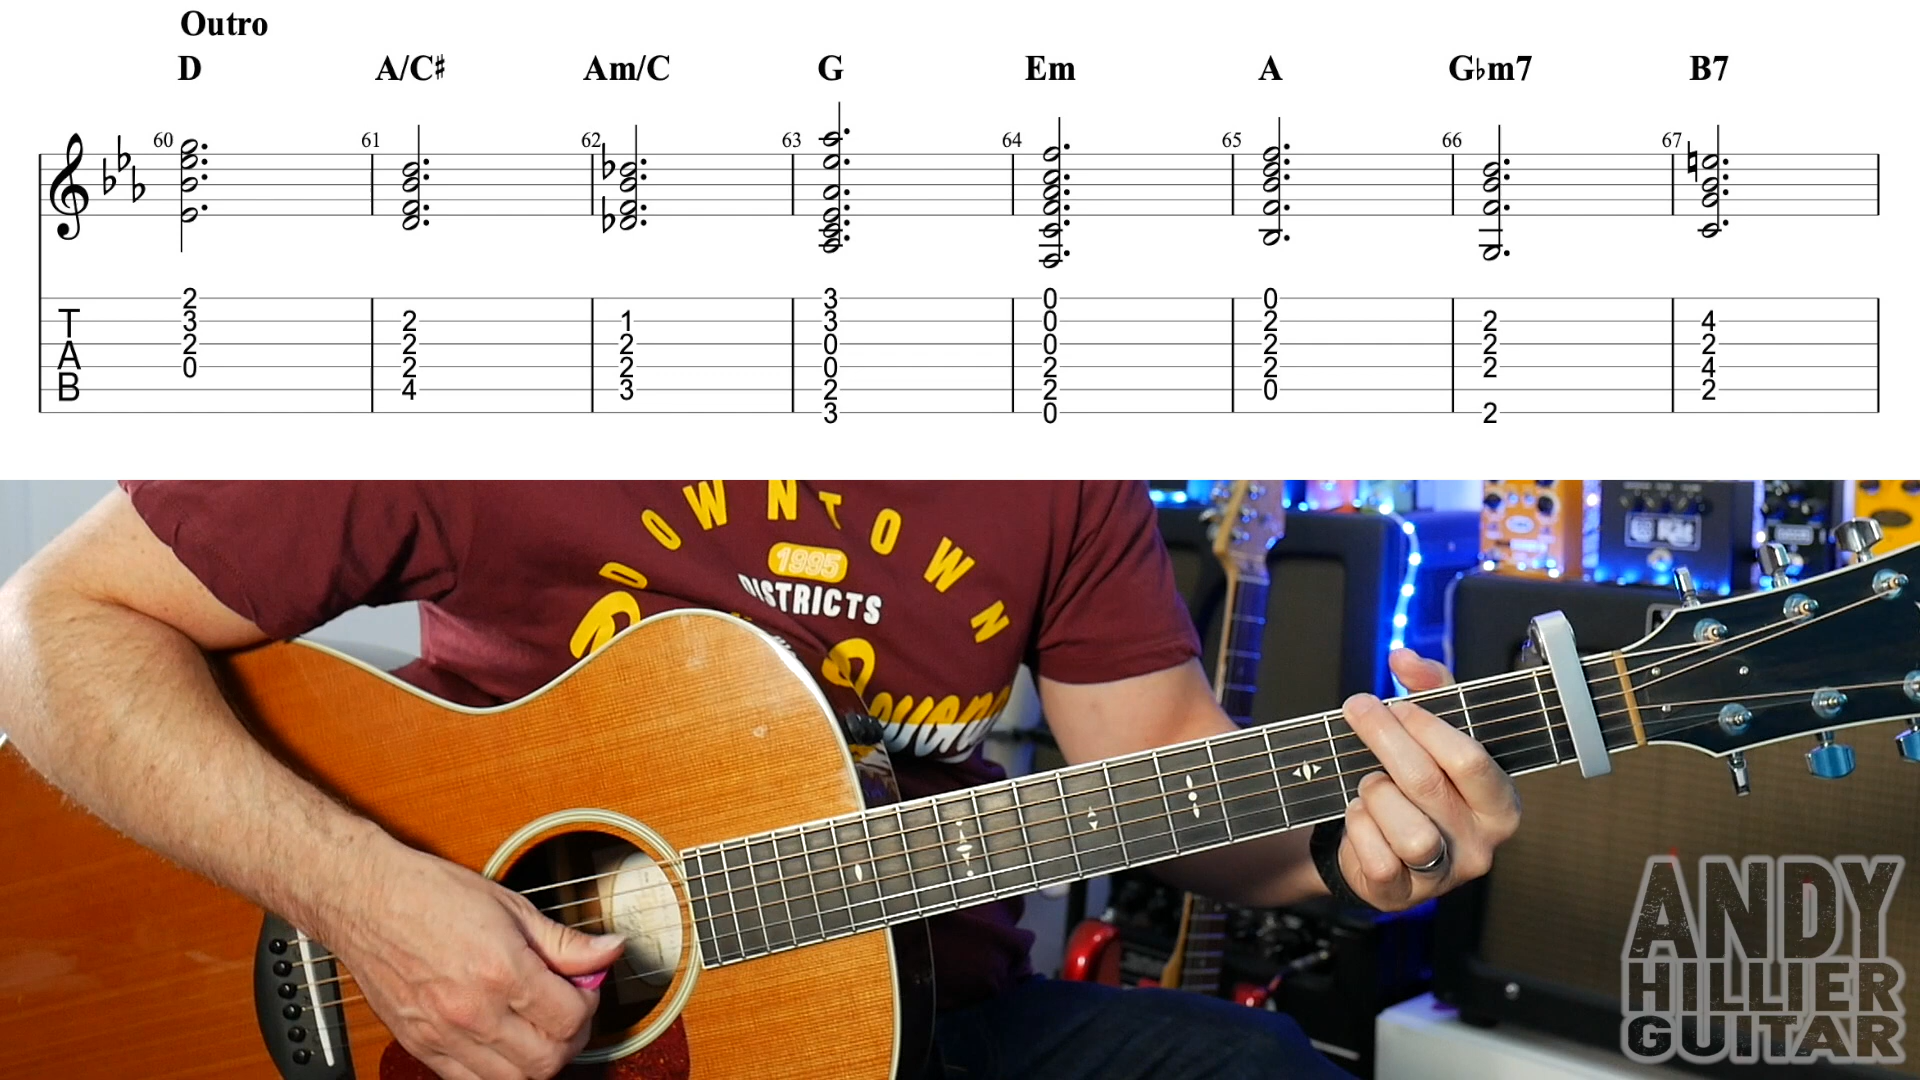 Outro
D A/C♯ Am/C G Em A G♭m7 B7
60 61 62 63 64 65 66 67
2 3 0 0
3 2 1 3 0 2 2 4
T 2 2 2 0 0 2 2 2
A 0 2 2 0 2 2 2 4
B 4 3 2 2 0 2
3 0 2
DOWNTOWN
1995
DISTRICTS
ANDY
HILLIER
GUITAR